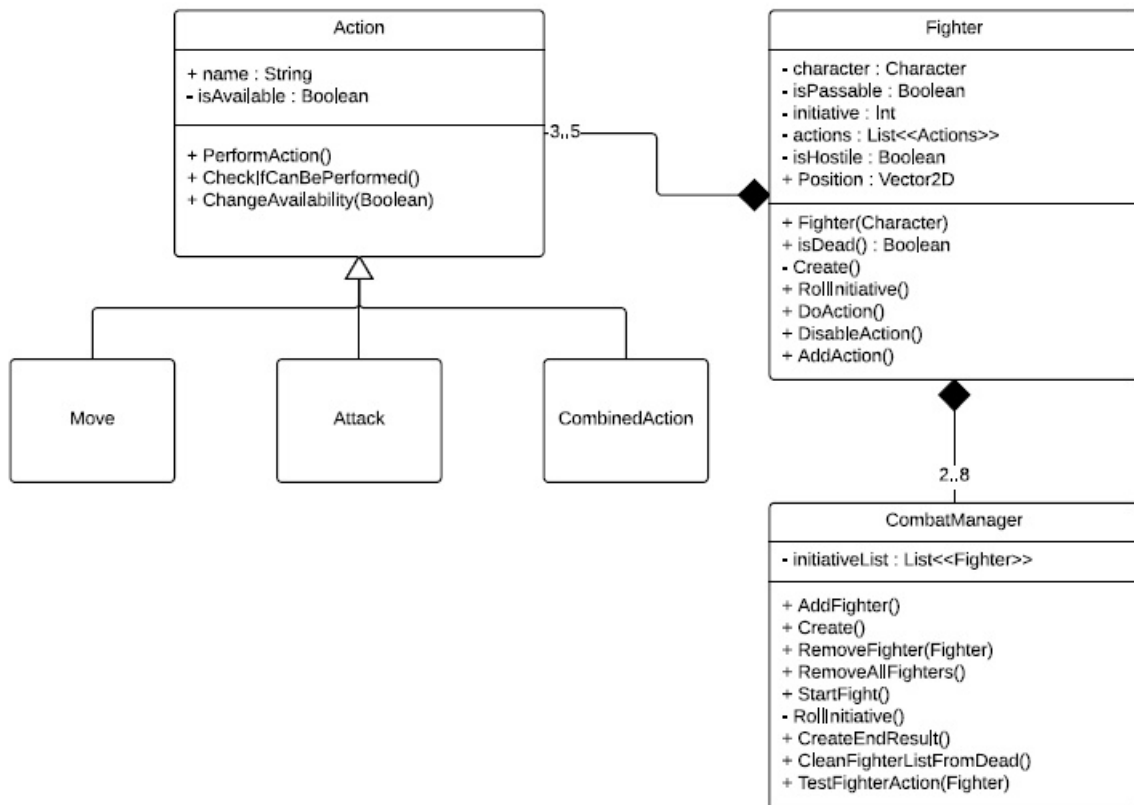 Action
+ name : String
- isAvailable : Boolean
+ PerformAction()
+ CheckIfCanBePerformed()
+ ChangeAvailability(Boolean)
3..5
Fighter
- character : Character
- isPassable : Boolean
- initiative : Int
- actions : List<<Actions>>
- isHostile : Boolean
+ Position : Vector2D
+ Fighter(Character)
+ isDead() : Boolean
- Create()
+ RollInitiative()
+ DoAction()
+ DisableAction()
+ AddAction()
Move
Attack
CombinedAction
2..8
CombatManager
- initiativeList : List<<Fighter>>
+ AddFighter()
+ Create()
+ RemoveFighter(Fighter)
+ RemoveAllFighters()
+ StartFight()
- RollInitiative()
+ CreateEndResult()
+ CleanFighterListFromDead()
+ TestFighterAction(Fighter)